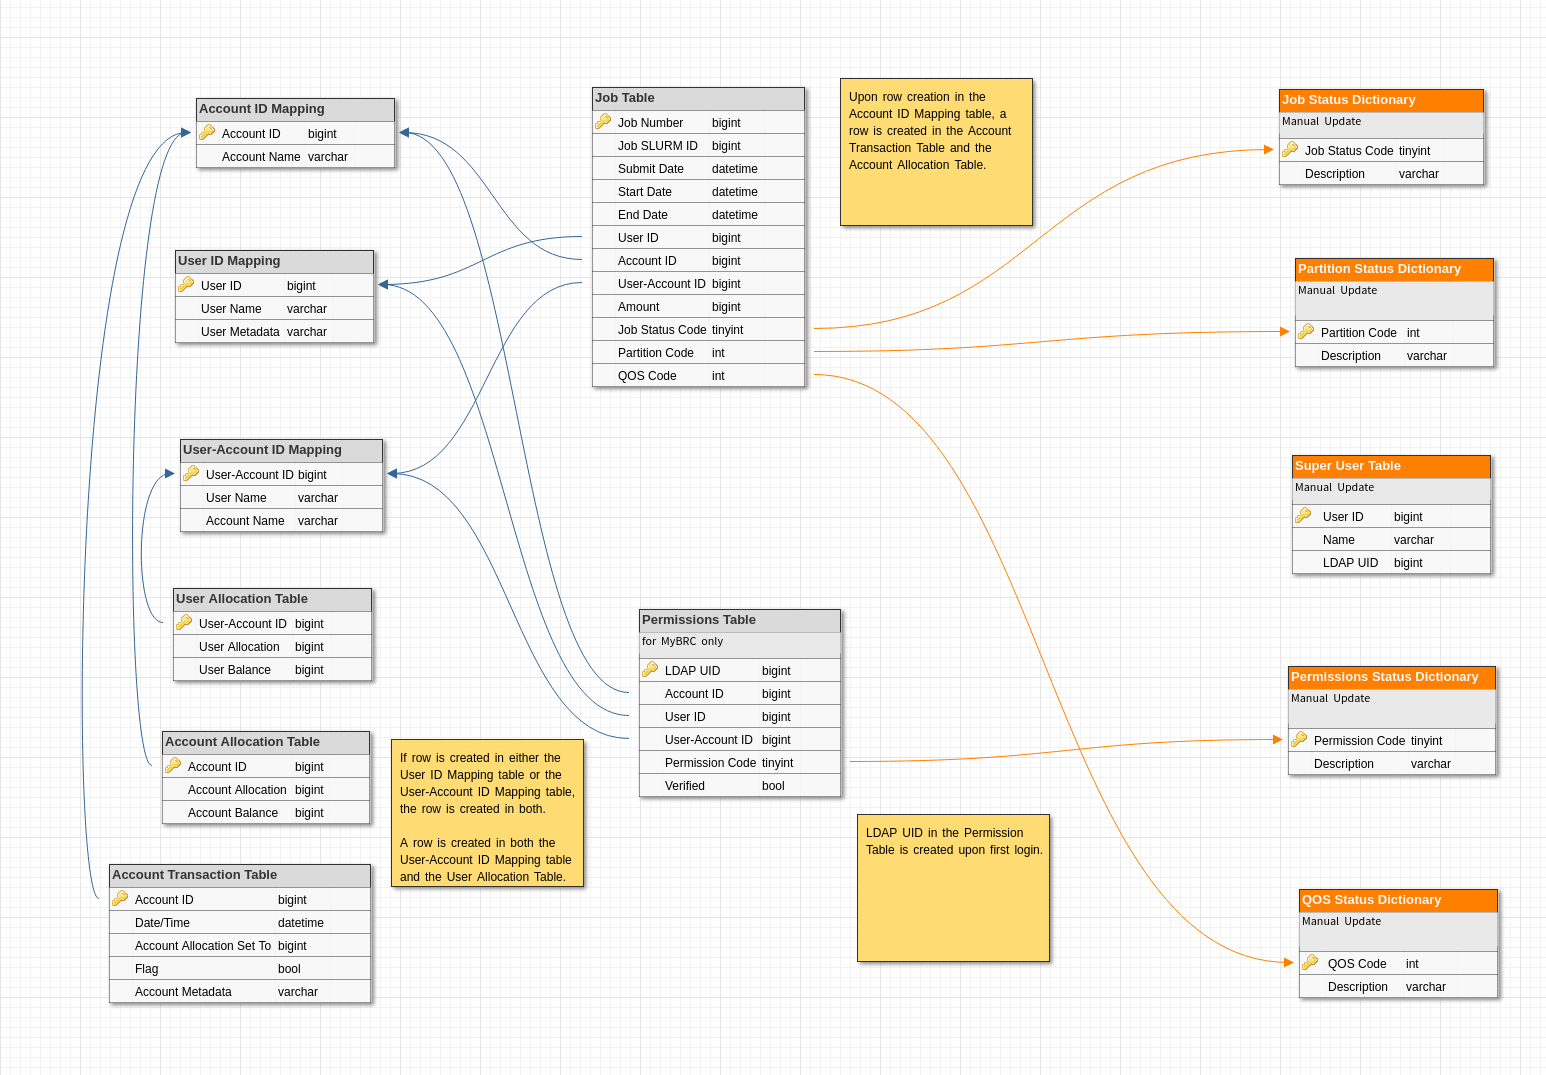 Account ID Mapping
Account ID bigint
Account Name varchar
User ID Mapping
User ID bigint
User Name varchar
User Metadata varchar
User-Account ID Mapping
User-Account ID bigint
User Name varchar
Account Name varchar
User Allocation Table
User-Account ID bigint
User Allocation bigint
User Balance bigint
Account Allocation Table
Account ID bigint
Account Allocation bigint
Account Balance bigint
Account Transaction Table
Account ID bigint
Date/Time datetime
Account Allocation Set To bigint
Flag bool
Account Metadata varchar
If row is created in either the
User ID Mapping table or the
User-Account ID Mapping table,
the row is created in both.
A row is created in both the
User-Account ID Mapping table
and the User Allocation Table.
Job Table
Job Number bigint
Job SLURM ID bigint
Submit Date datetime
Start Date datetime
End Date datetime
User ID bigint
Account ID bigint
User-Account ID bigint
Amount bigint
Job Status Code tinyint
Partition Code int
QOS Code int
Upon row creation in the
Account ID Mapping table, a
row is created in the Account
Transaction Table and the
Account Allocation Table.
Permissions Table
for MyBRC only
LDAP UID bigint
Account ID bigint
User ID bigint
User-Account ID bigint
Permission Code tinyint
Verified bool
LDAP UID in the Permission
Table is created upon first login.
Job Status Dictionary
Manual Update
Job Status Code tinyint
Description varchar
Partition Status Dictionary
Manual Update
Partition Code int
Description varchar
Super User Table
Manual Update
User ID bigint
Name varchar
LDAP UID bigint
Permissions Status Dictionary
Manual Update
Permission Code tinyint
Description varchar
QOS Status Dictionary
Manual Update
QOS Code int
Description varchar